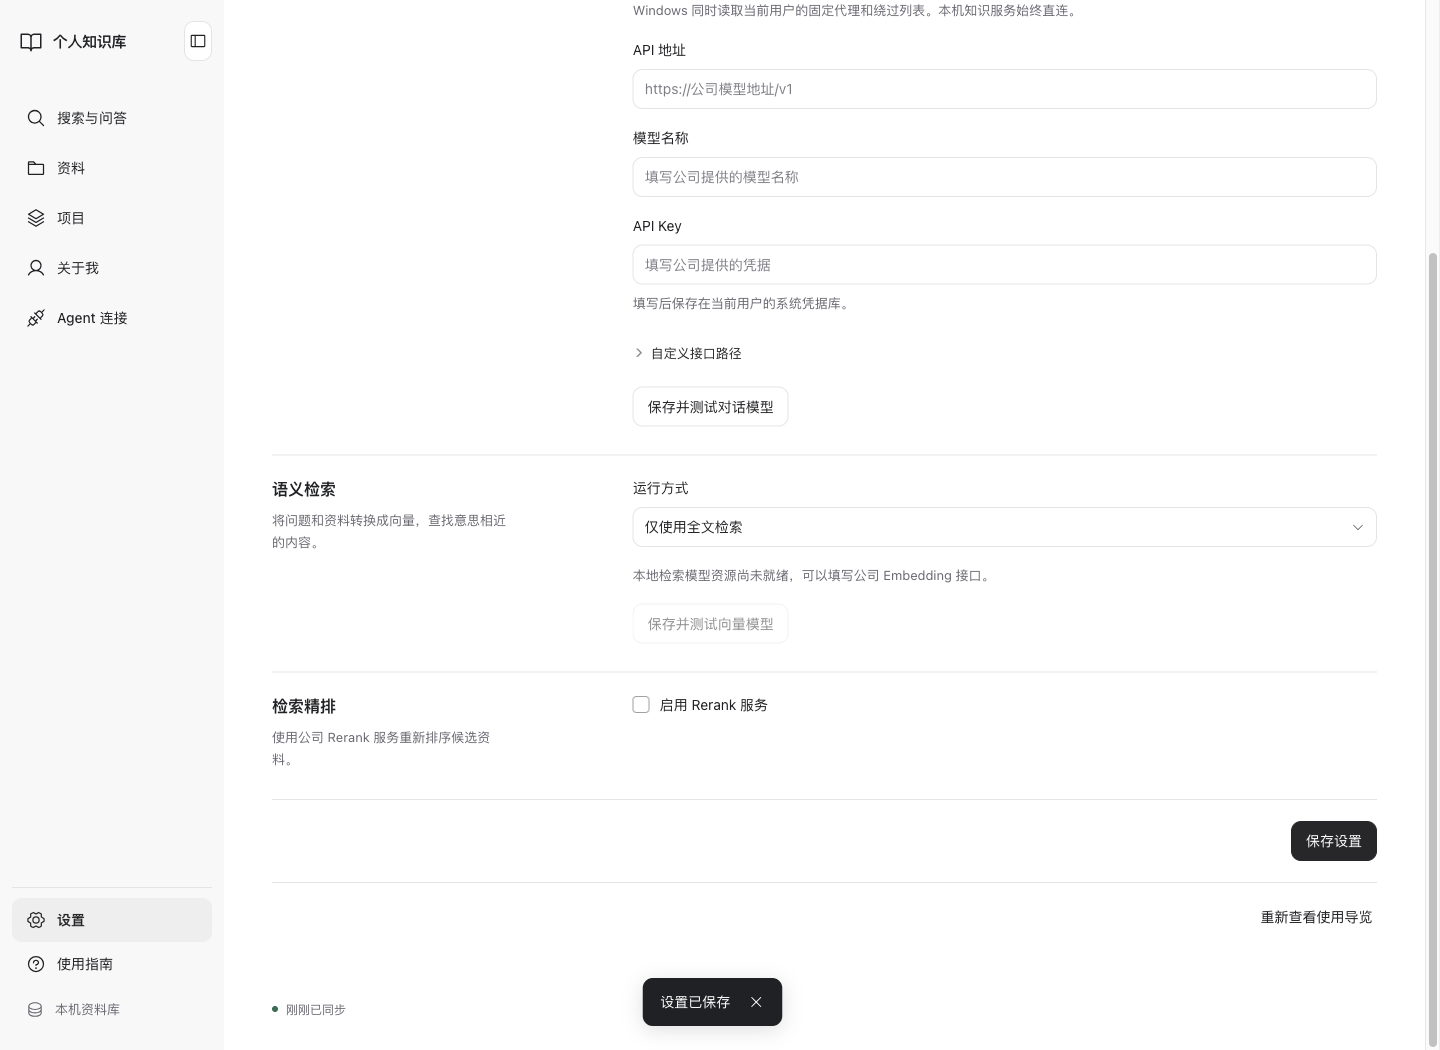 个人知识库
搜索与问答
资料
项目
关于我
Agent 连接
设置
使用指南
本机资料库
Windows 同时读取当前用户的固定代理和绕过列表。本机知识服务始终直连。
API 地址
https://公司模型地址/v1
模型名称
填写公司提供的模型名称
API Key
填写公司提供的凭据
填写后保存在当前用户的系统凭据库。
自定义接口路径
保存并测试对话模型
语义检索
将问题和资料转换成向量，查找意思相近
的内容。
运行方式
仅使用全文检索
本地检索模型资源尚未就绪，可以填写公司 Embedding 接口。
保存并测试向量模型
检索精排
使用公司 Rerank 服务重新排序候选资
料。
启用 Rerank 服务
保存设置
重新查看使用导览
刚刚已同步
设置已保存